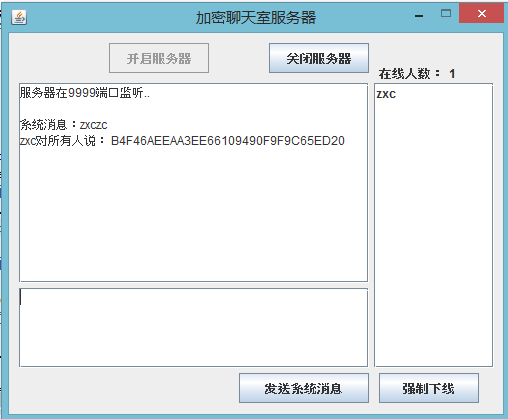 加密聊天室服务器
开启服务器
关闭服务器
在线人数： 1
服务器在9999端口监听..
系统消息：zxczc
zxc对所有人说： B4F46AEEAA3EE66109490F9F9C65ED20
zxc
发送系统消息
强制下线